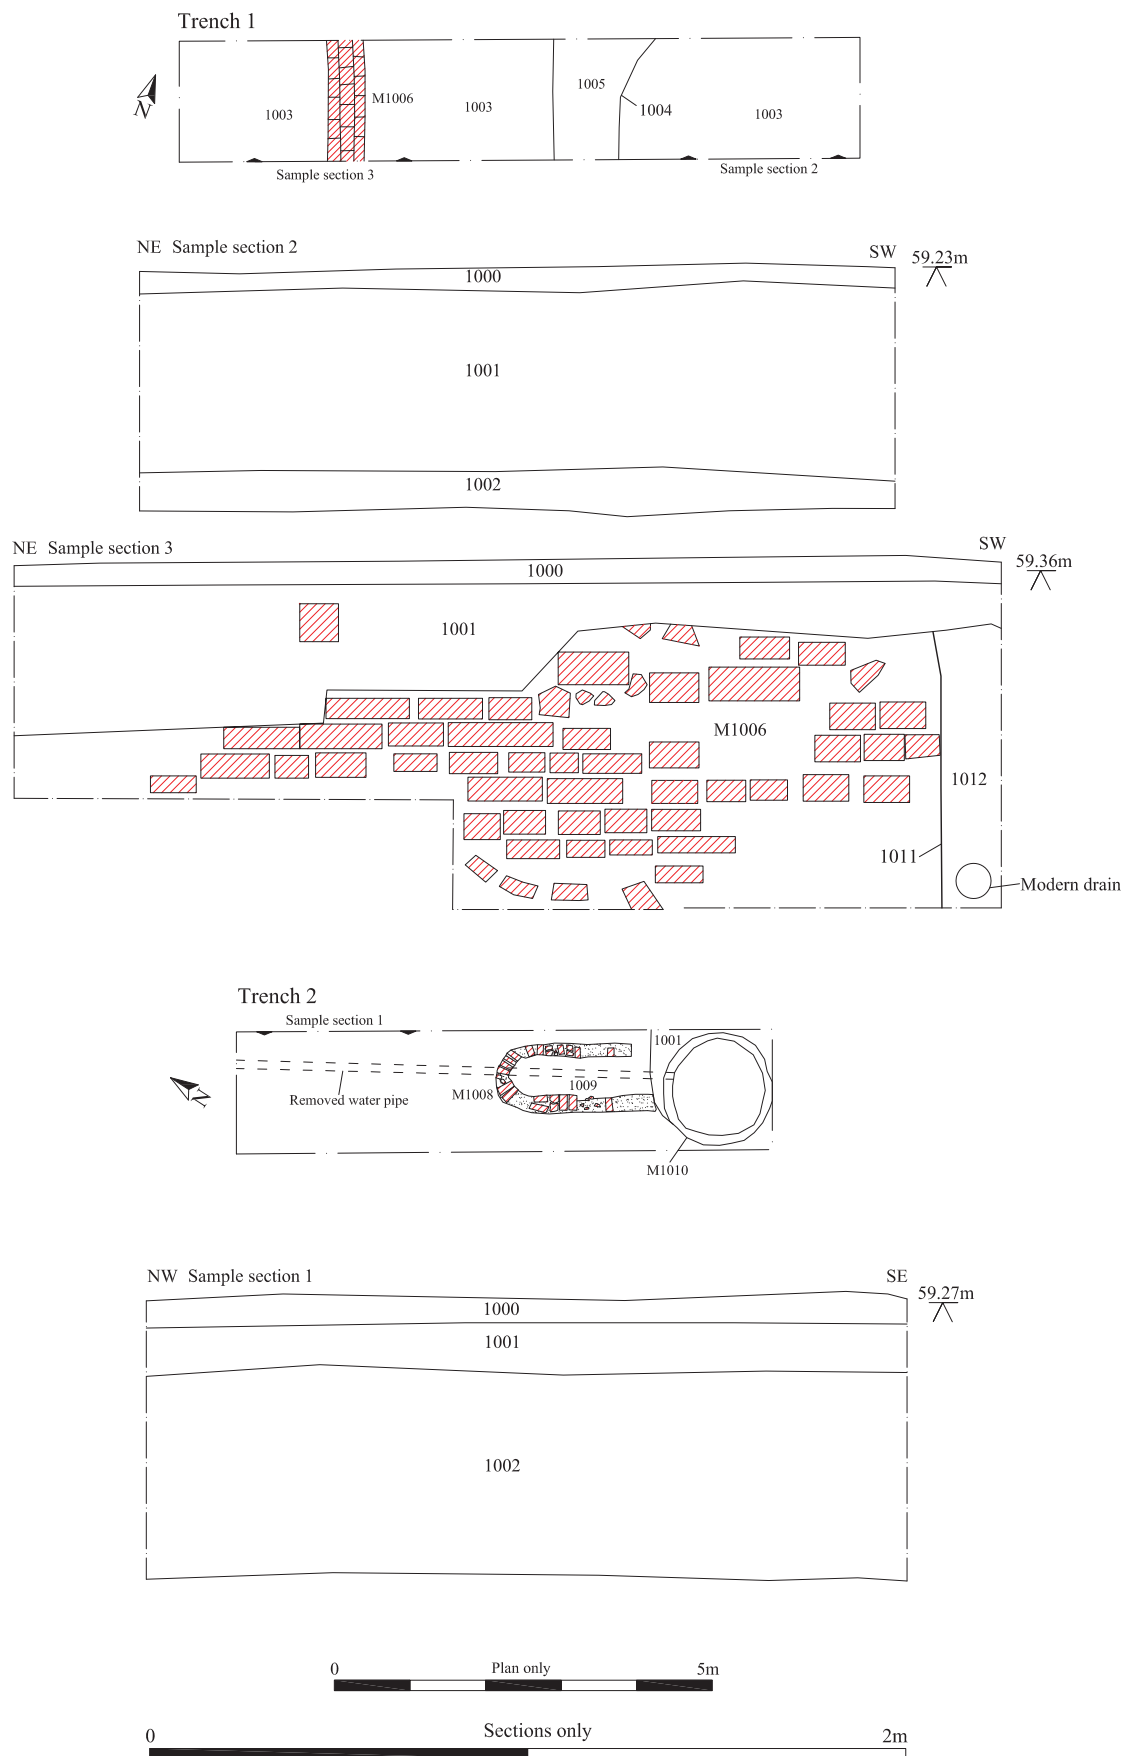 Trench 1
1005
M1006
1003
1003
1004
1003
N
Sample section 3
Sample section 2
NE Sample section 2
SW
59.23m
1000
1001
1002
NE Sample section 3
SW
59.36m
1000
1001
M1006
1012
1011
Modern drain
Trench 2
Sample section 1
1001
1009
M1008
Removed water pipe
N
M1010
NW Sample section 1
SE
59.27m
1000
1001
1002
0 Plan only 5m
0 Sections only 2m